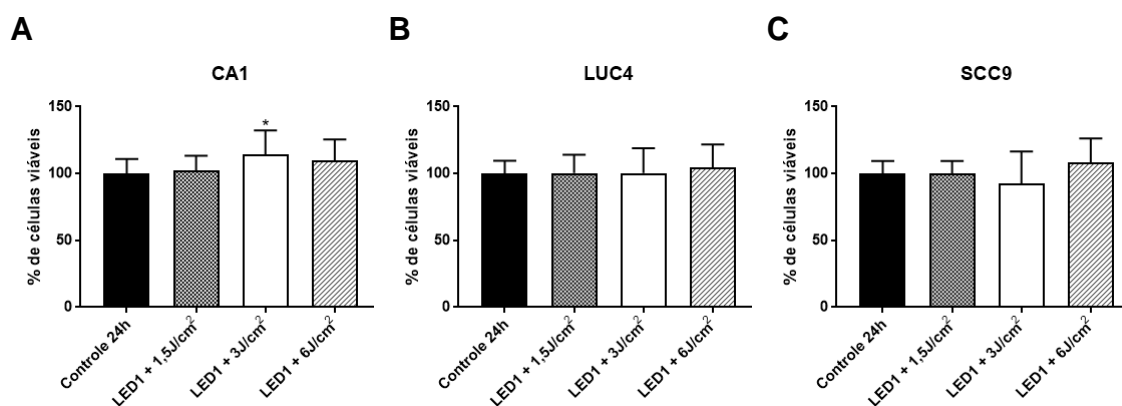 A
CA1
% de células viáveis
150
100
50
0
*
Controle 24h
LED1 + 1,5J/cm²
LED1 + 3J/cm²
LED1 + 6J/cm²
B
LUC4
% de células viáveis
150
100
50
0
Controle 24h
LED1 + 1,5J/cm²
LED1 + 3J/cm²
LED1 + 6J/cm²
C
SCC9
% de células viáveis
150
100
50
0
Controle 24h
LED1 + 1,5J/cm²
LED1 + 3J/cm²
LED1 + 6J/cm²